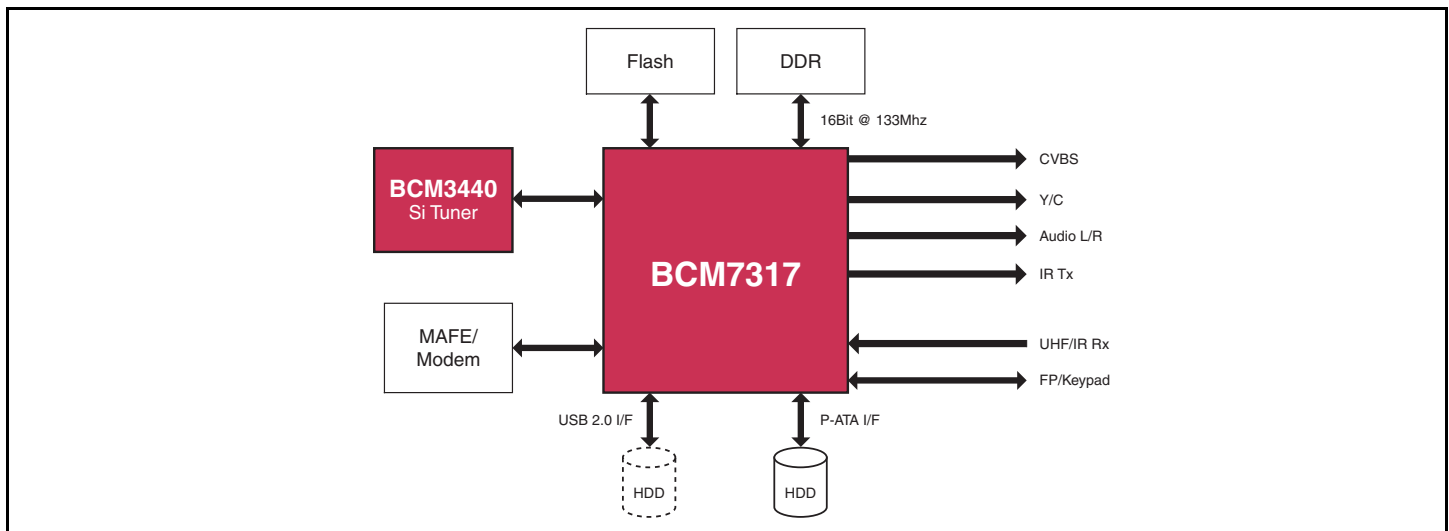 Flash
DDR
16Bit @ 133Mhz
BCM3440
Si Tuner
BCM7317
CVBS
Y/C
Audio L/R
IR Tx
MAFE/
Modem
UHF/IR Rx
FP/Keypad
USB 2.0 I/F
P-ATA I/F
HDD
HDD